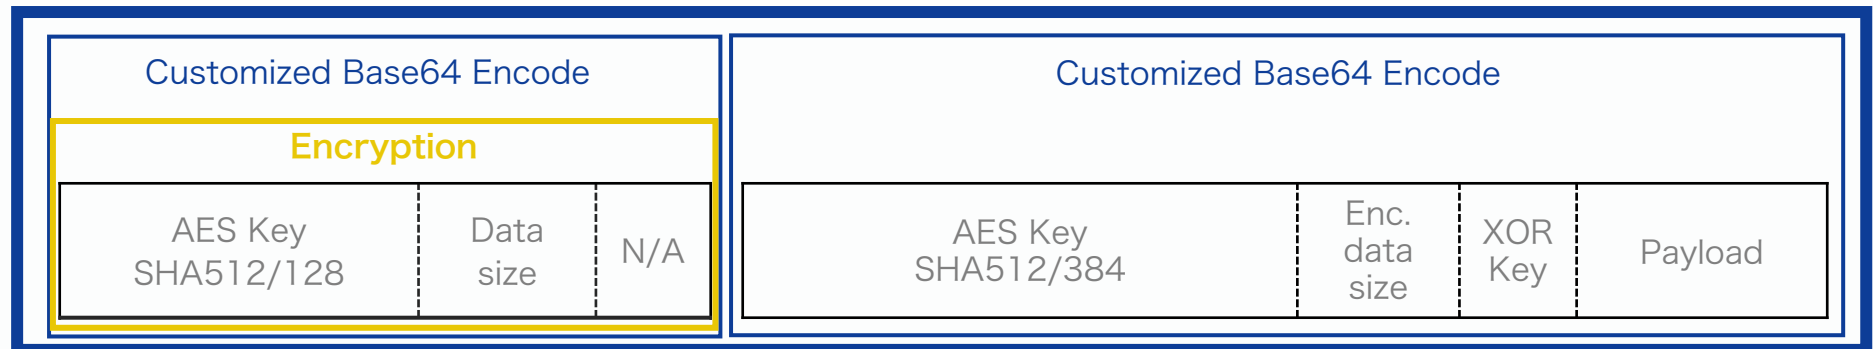 Customized Base64 Encode
Encryption
AES Key
SHA512/128
Data
size
N/A
Customized Base64 Encode
AES Key
SHA512/384
Enc.
data
size
XOR
Key
Payload